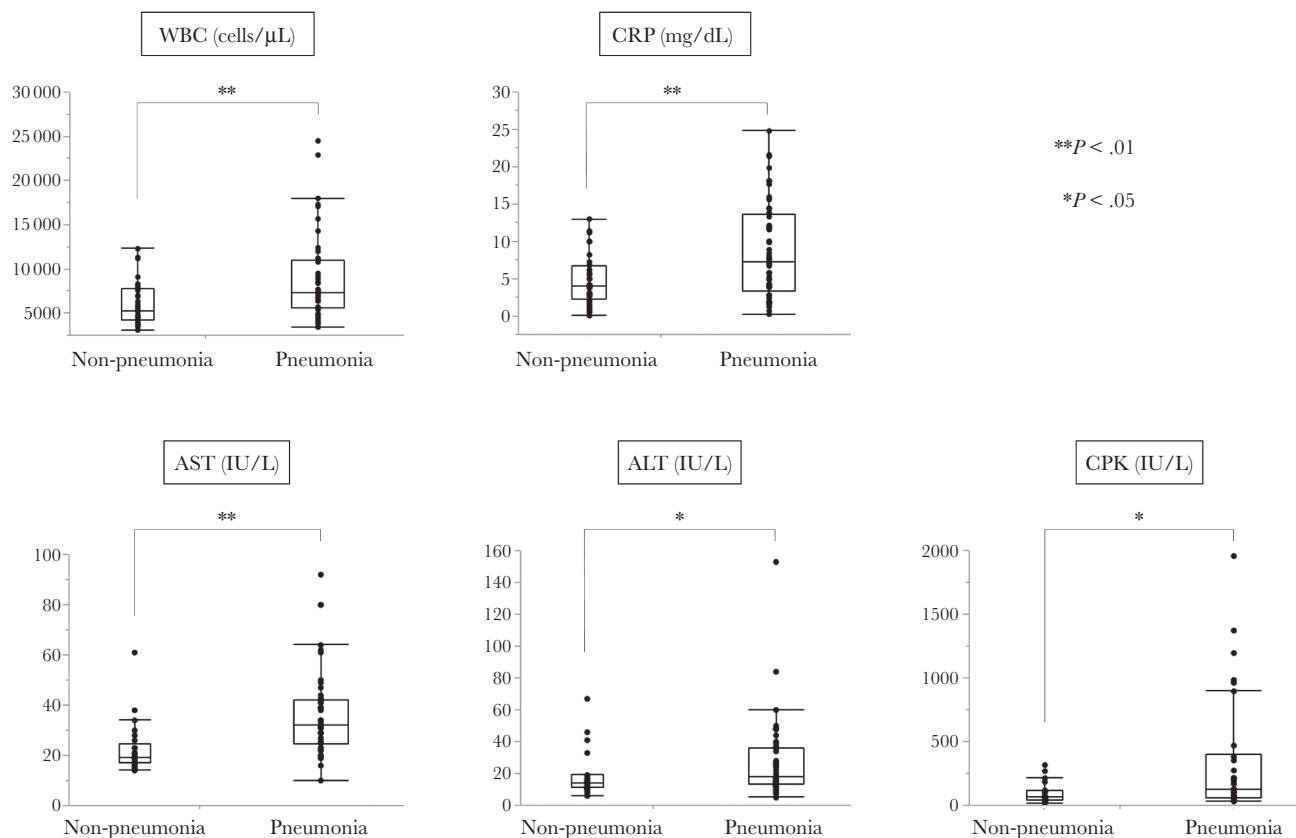 WBC (cells/μL)
**
30 000
25 000
20 000
15 000
10 000
5000
Non-pneumonia
Pneumonia
CRP (mg/dL)
**
30
25
20
15
10
5
0
Non-pneumonia
Pneumonia
**P < .01
*P < .05
AST (IU/L)
**
100
80
60
40
20
0
Non-pneumonia
Pneumonia
ALT (IU/L)
*
160
140
120
100
80
60
40
20
0
Non-pneumonia
Pneumonia
CPK (IU/L)
*
2000
1500
1000
500
0
Non-pneumonia
Pneumonia